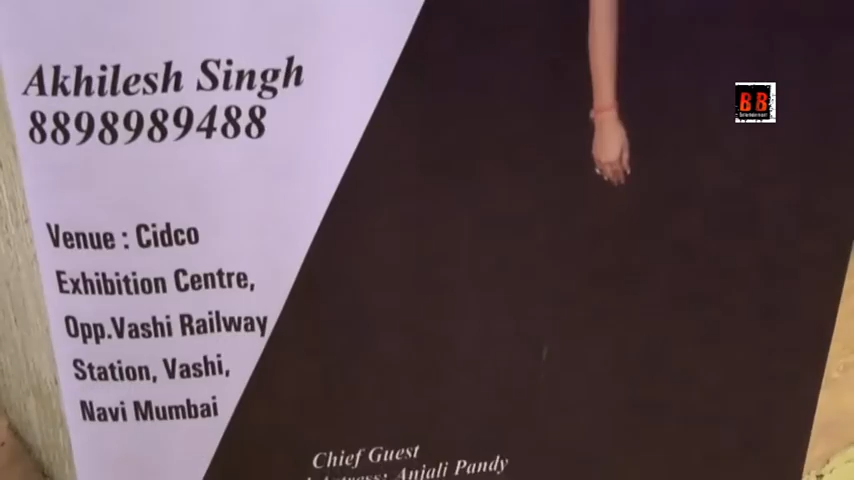 Akhilesh Singh
8898989488
Venue : Cidco
Exhibition Centre,
Opp.Vashi Railway
Station, Vashi,
Navi Mumbai
BB
Chief Guest
Anjali Pandy